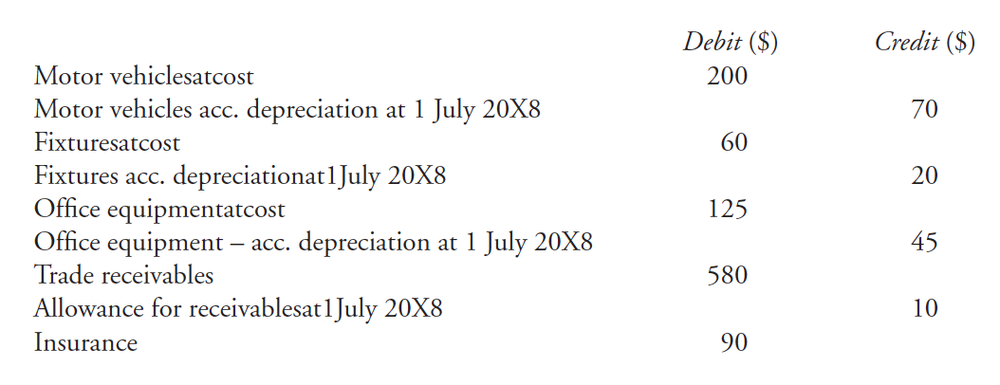 Debit ($) Credit ($)
Motor vehiclesatcost 200
Motor vehicles acc. depreciation at 1 July 20X8 70
Fixturesatcost 60
Fixtures acc. depreciationat1July 20X8 20
Office equipmentatcost 125
Office equipment – acc. depreciation at 1 July 20X8 45
Trade receivables 580
Allowance for receivablesat1July 20X8 10
Insurance 90